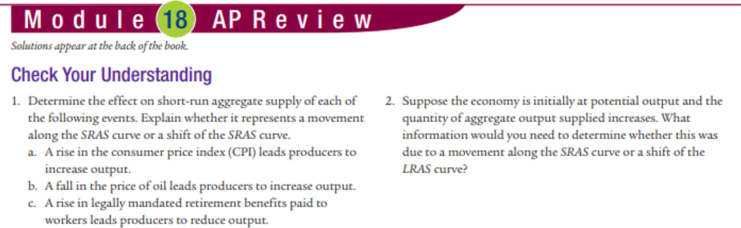 Module 18 AP Review
Solutions appear at the back of the book.
Check Your Understanding
1. Determine the effect on short-run aggregate supply of each of
the following events. Explain whether it represents a movement
along the SRAS curve or a shift of the SRAS curve.
a. A rise in the consumer price index (CPI) leads producers to
increase output.
b. A fall in the price of oil leads producers to increase output.
c. A rise in legally mandated retirement benefits paid to
workers leads producers to reduce output.
2. Suppose the economy is initially at potential output and the
quantity of aggregate output supplied increases. What
information would you need to determine whether this was
due to a movement along the SRAS curve or a shift of the
LRAS curve?